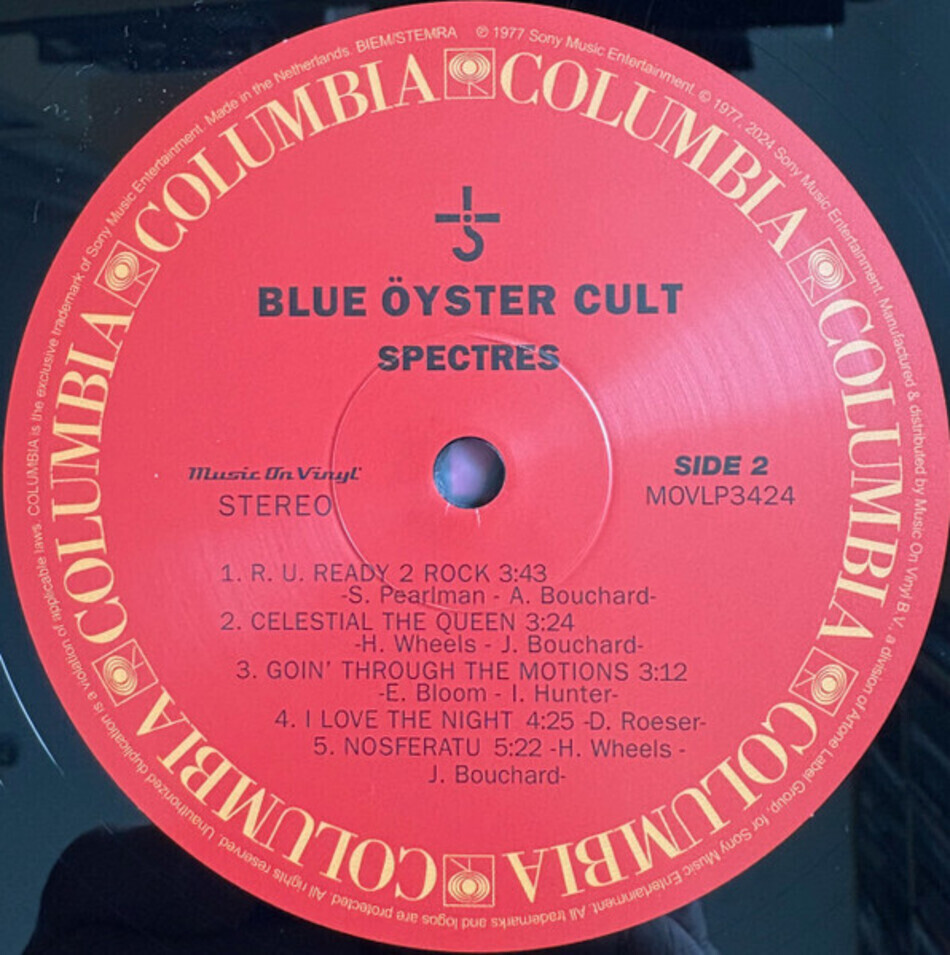 COLUMBIA COLUMBIA COLUMBIA COLUMBIA COLUMBIA COLUMBIA COLUMBIA COLUMBIA
℗ 1977 Sony Music Entertainment. © 1977, 2024 Sony Music Entertainment. Manufactured & distributed by Music On Vinyl B.V., a division of Artone Label Group, for Sony Music Entertainment. All trademarks and logos are protected. All rights reserved. Unauthorized duplication is a violation of applicable laws. COLUMBIA is the exclusive trademark of Sony Music Entertainment. Made in the Netherlands. BIEM/STEMRA
BLUE ÖYSTER CULT
SPECTRES
Music On Vinyl
STEREO
SIDE 2
MOVLP3424
1. R. U. READY 2 ROCK 3:43
-S. Pearlman - A. Bouchard-
2. CELESTIAL THE QUEEN 3:24
-H. Wheels - J. Bouchard-
3. GOIN' THROUGH THE MOTIONS 3:12
-E. Bloom - I. Hunter-
4. I LOVE THE NIGHT 4:25 -D. Roeser-
5. NOSFERATU 5:22 -H. Wheels -
J. Bouchard-